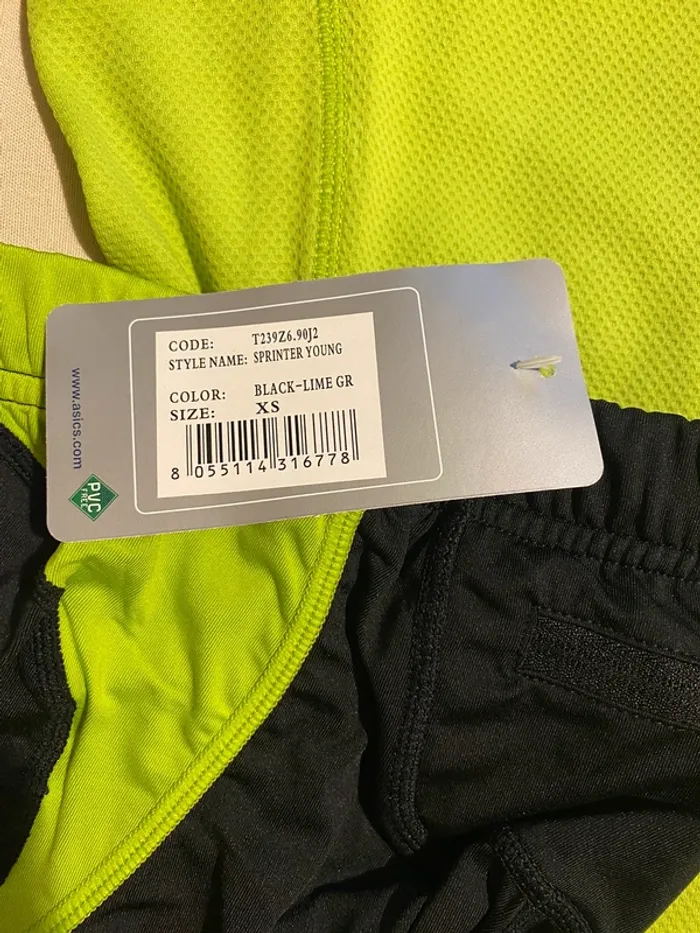 CODE: T239Z6.90J2
STYLE NAME: SPRINTER YOUNG
COLOR: BLACK-LIME GR
SIZE: XS
8 055114 316778
www.asics.com
PVC
FREE